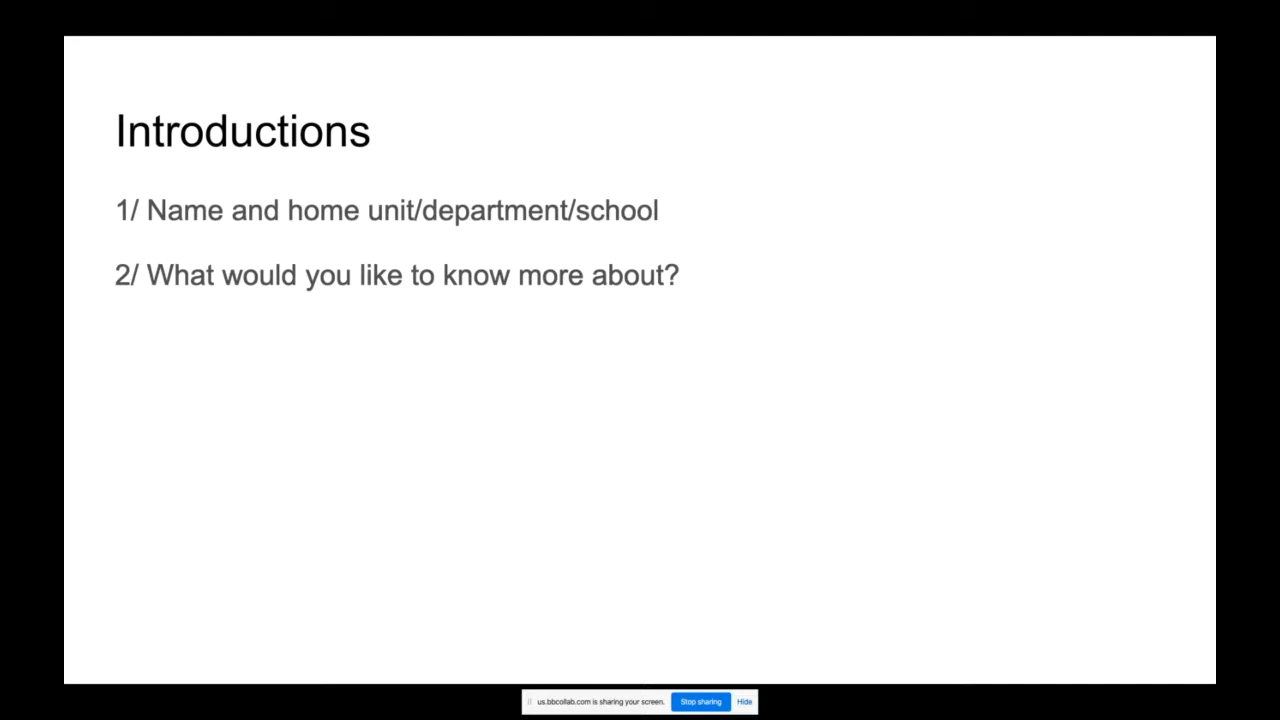 Introductions
1/ Name and home unit/department/school
2/ What would you like to know more about?
us.bbcollab.com is sharing your screen. Stop sharing Hide